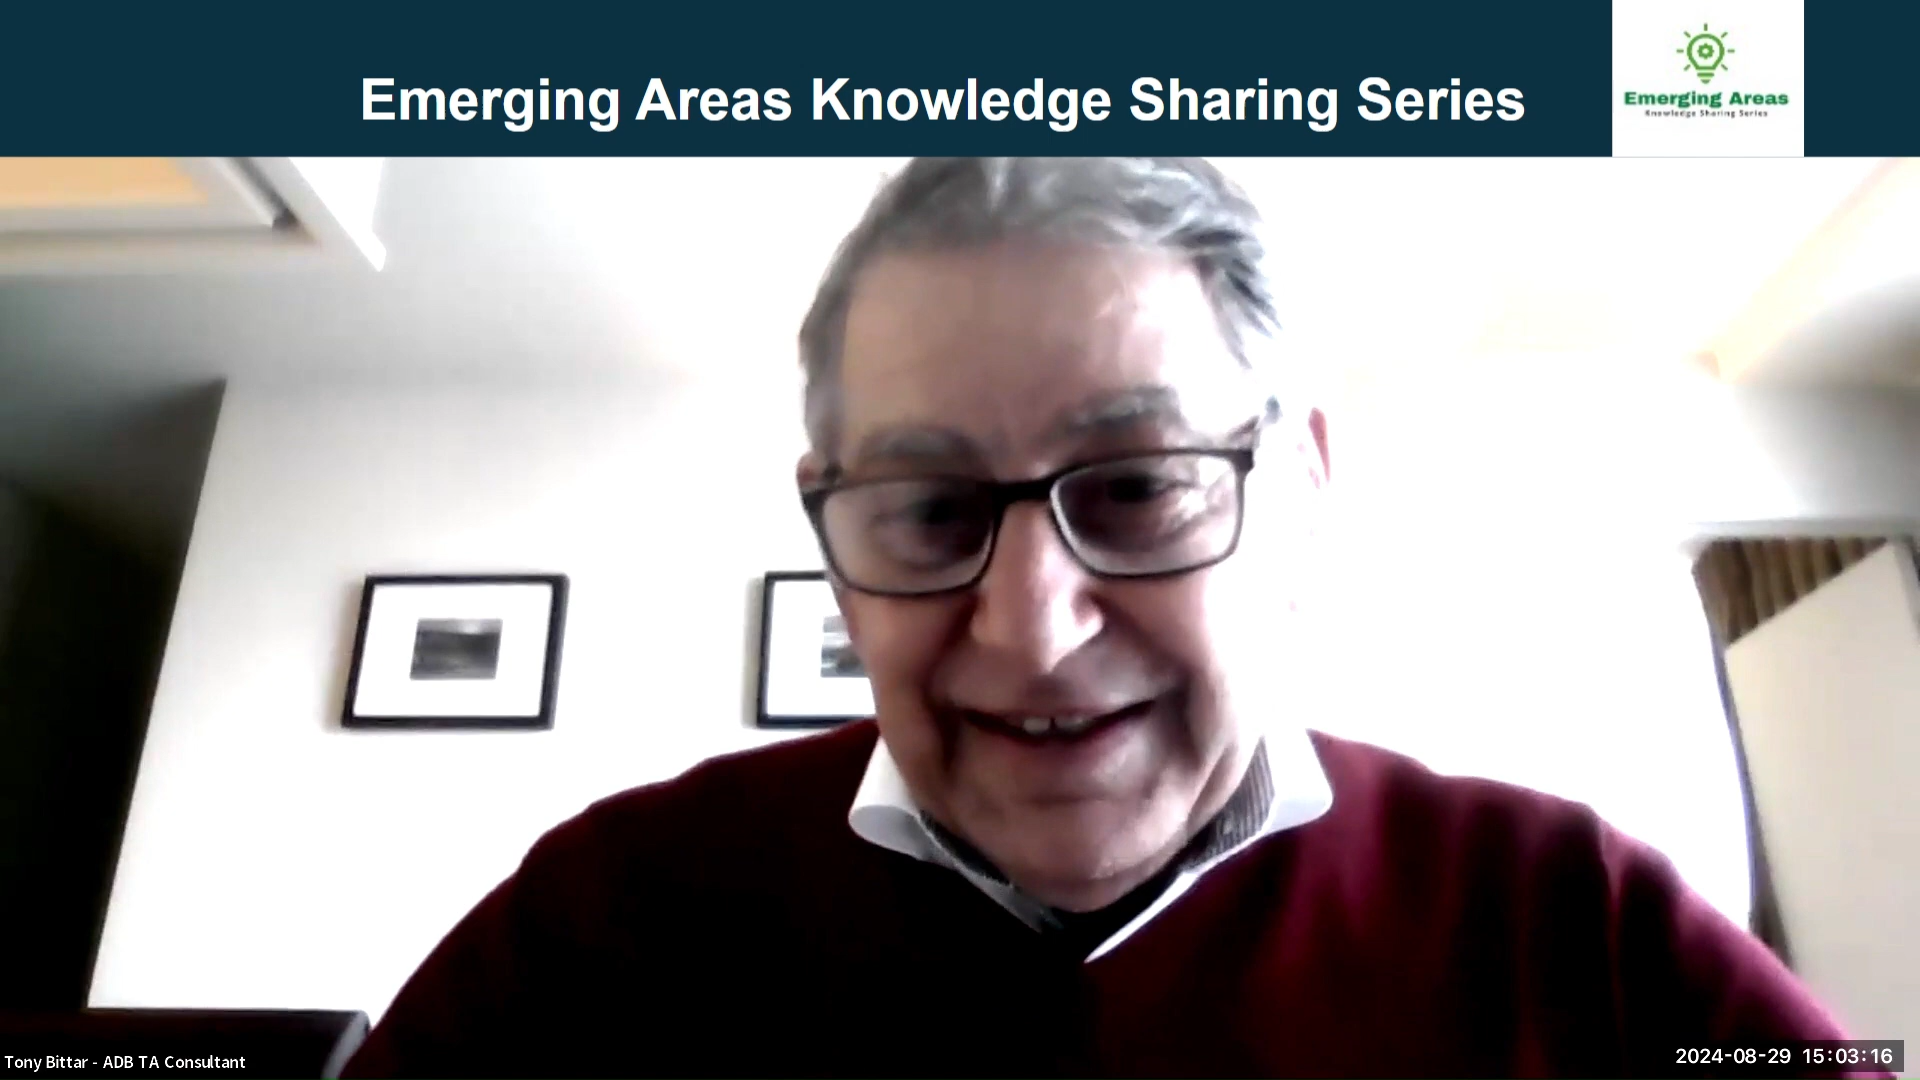 Emerging Areas Knowledge Sharing Series
Emerging Areas
Knowledge Sharing Series
Tony Bittar - ADB TA Consultant
2024-08-29 15:03:16